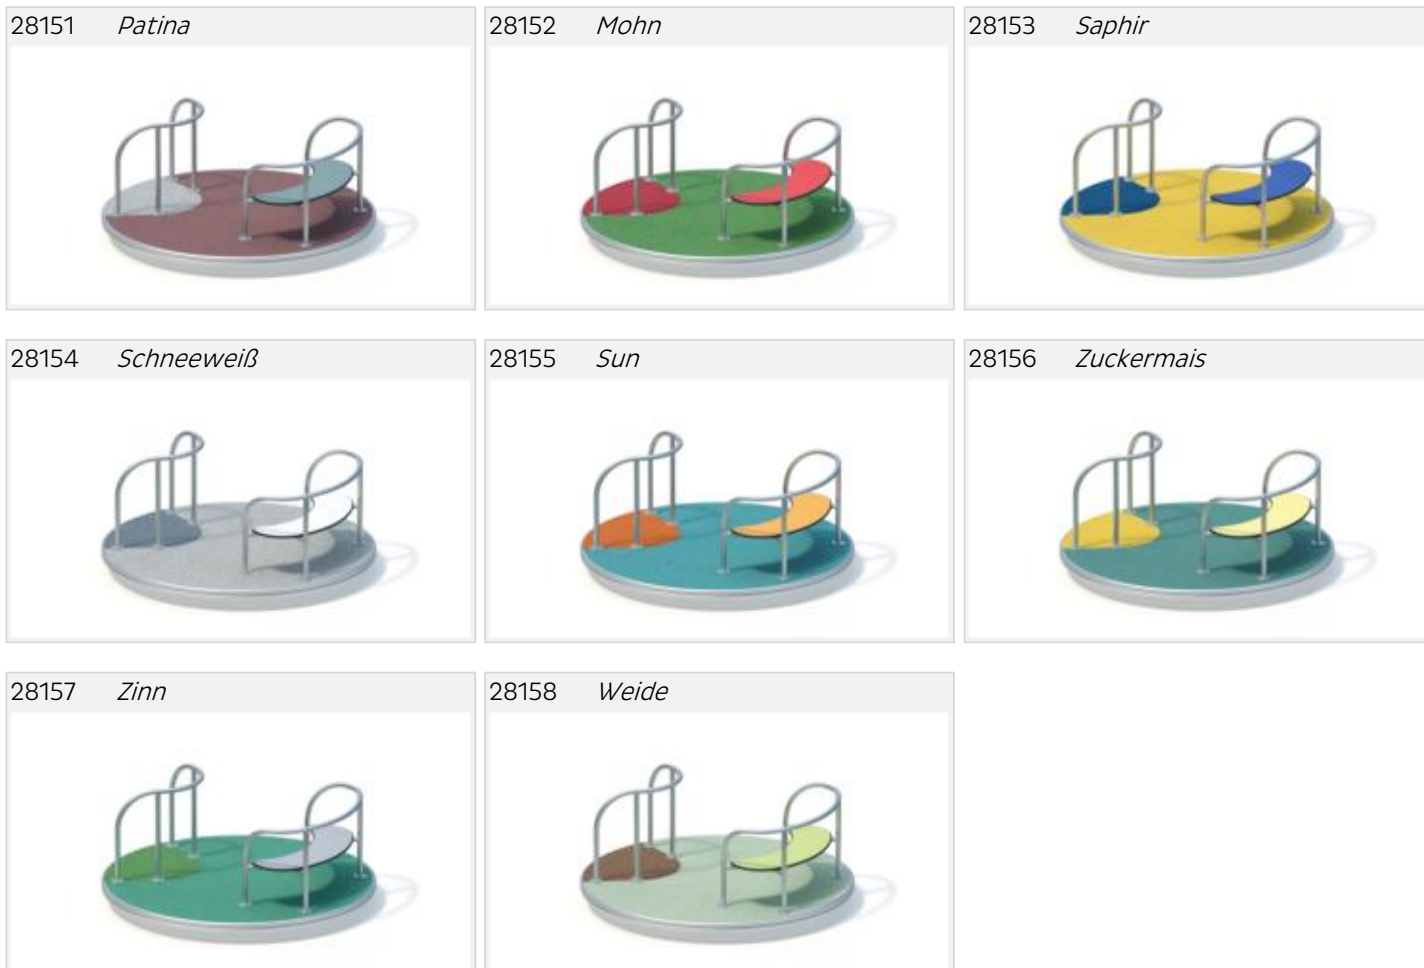 28151 Patina
28152 Mohn
28153 Saphir
28154 Schneeweiß
28155 Sun
28156 Zuckermais
28157 Zinn
28158 Weide